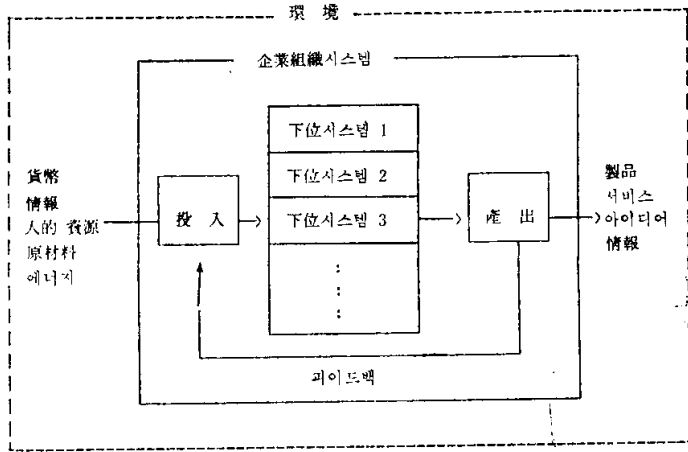 環 境
企業組織시스템
下位시스템 1
下位시스템 2
下位시스템 3
貨幣
情報
人的 資源
原材料
에너지
投 入
産 出
製品
서비스
아이디어
情報
피이드백